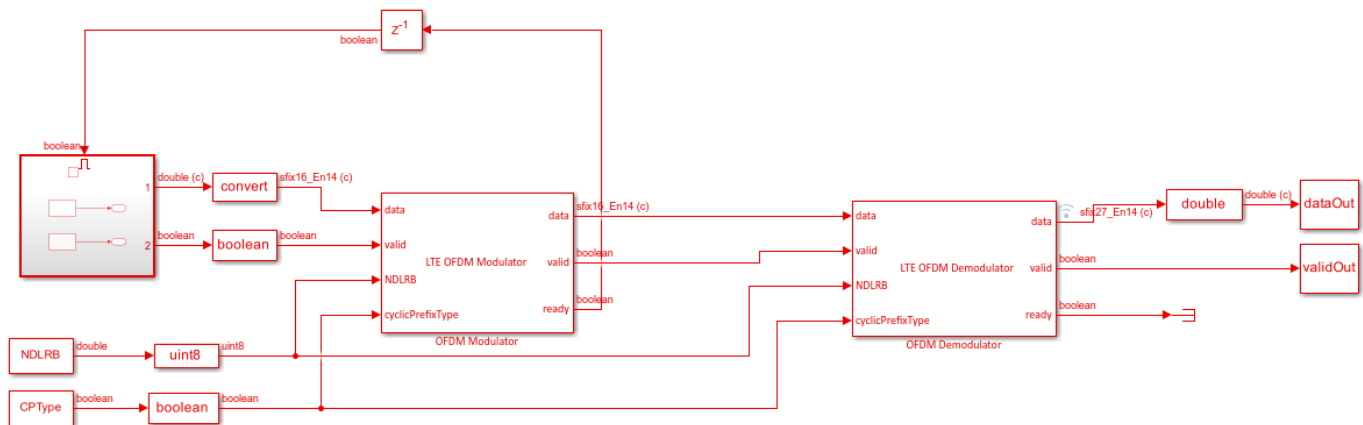 z-1
boolean
boolean
1
double (c)
convert
sfix16_En14 (c)
2
boolean
boolean
boolean
data
valid
NDLRB
cyclicPrefixType
LTE OFDM Modulator
data
valid
ready
sfix16_En14 (c)
boolean
boolean
OFDM Modulator
data
valid
NDLRB
cyclicPrefixType
LTE OFDM Demodulator
data
valid
ready
sfix27_En14 (c)
boolean
boolean
OFDM Demodulator
double
double (c)
dataOut
validOut
NDLRB
double
uint8
uint8
CPType
boolean
boolean
boolean